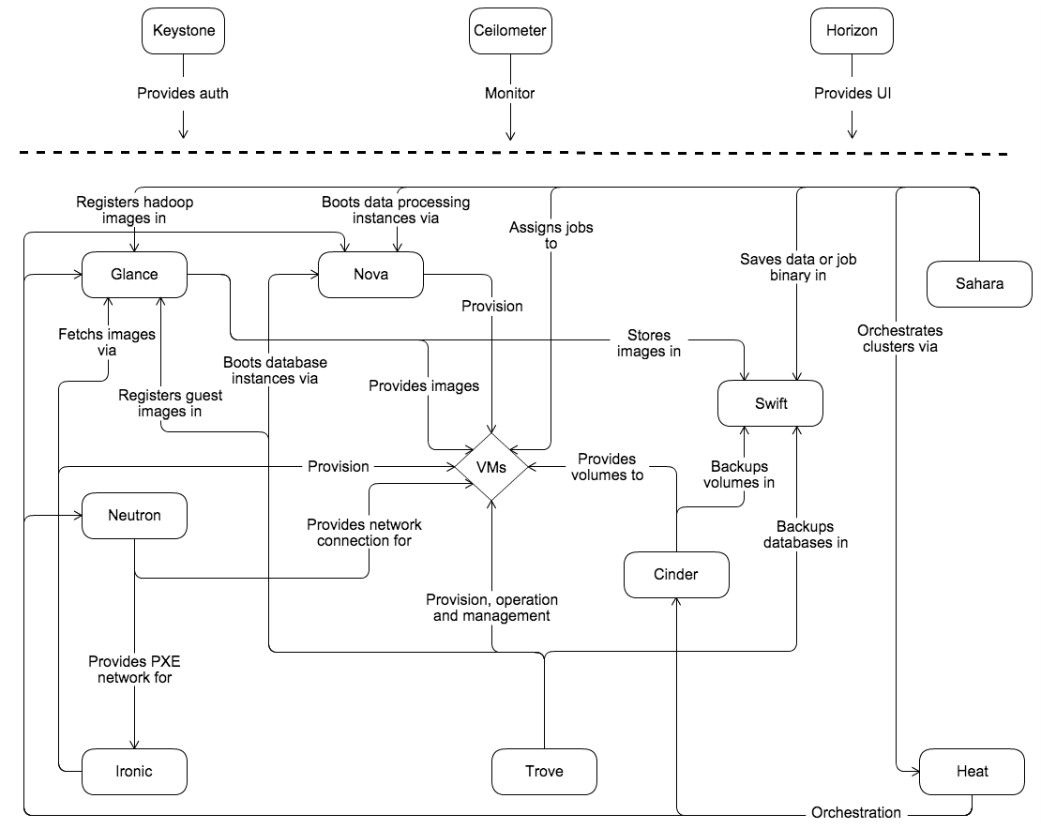 Keystone
Ceilometer
Horizon
Provides auth
Monitor
Provides UI
Registers hadoop
images in
Boots data processing
instances via
Assigns jobs
to
Saves data or job
binary in
Glance
Nova
Sahara
Provision
Fetchs images
via
Stores
images in
Orchestrates
clusters via
Boots database
instances via
Provides images
Registers guest
images in
Swift
Provision
VMs
Provides
volumes to
Backups
volumes in
Neutron
Provides network
connection for
Backups
databases in
Cinder
Provision, operation
and management
Provides PXE
network for
Ironic
Trove
Heat
Orchestration